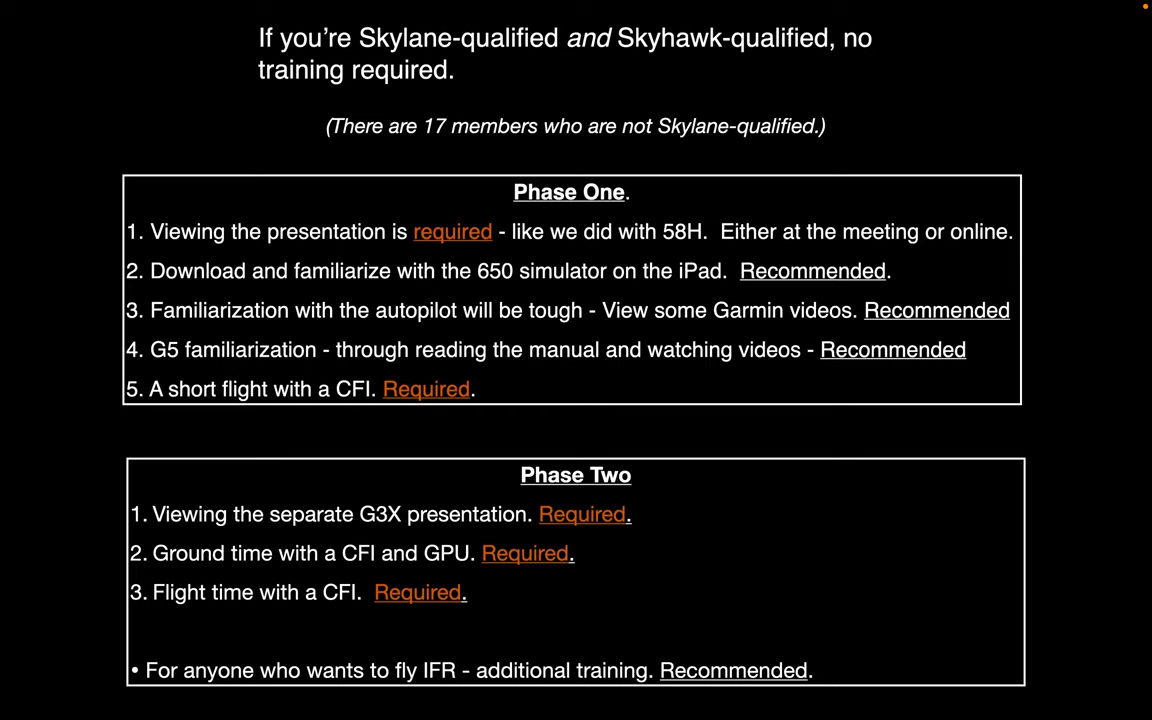 If you’re Skylane-qualified and Skyhawk-qualified, no
training required.
(There are 17 members who are not Skylane-qualified.)
Phase One.
1. Viewing the presentation is required - like we did with 58H.  Either at the meeting or online.
2. Download and familiarize with the 650 simulator on the iPad.  Recommended.
3. Familiarization with the autopilot will be tough - View some Garmin videos. Recommended
4. G5 familiarization - through reading the manual and watching videos - Recommended
5. A short flight with a CFI. Required.
Phase Two
1. Viewing the separate G3X presentation. Required.
2. Ground time with a CFI and GPU. Required.
3. Flight time with a CFI.  Required.
• For anyone who wants to fly IFR - additional training. Recommended.